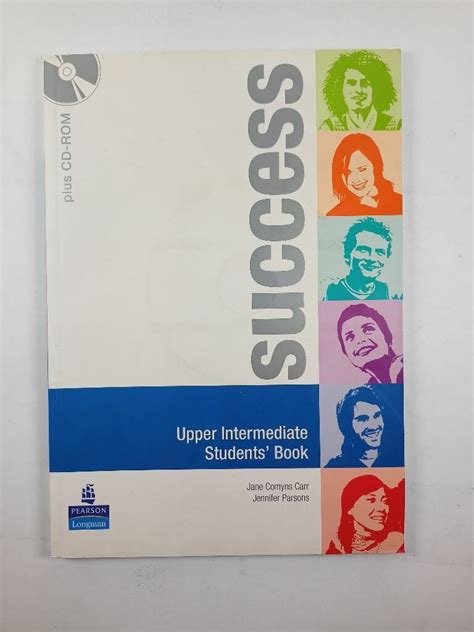 plus CD-ROM
success
Upper Intermediate
Students' Book
Jane Comyns Carr
Jennifer Parsons
PEARSON
Longman